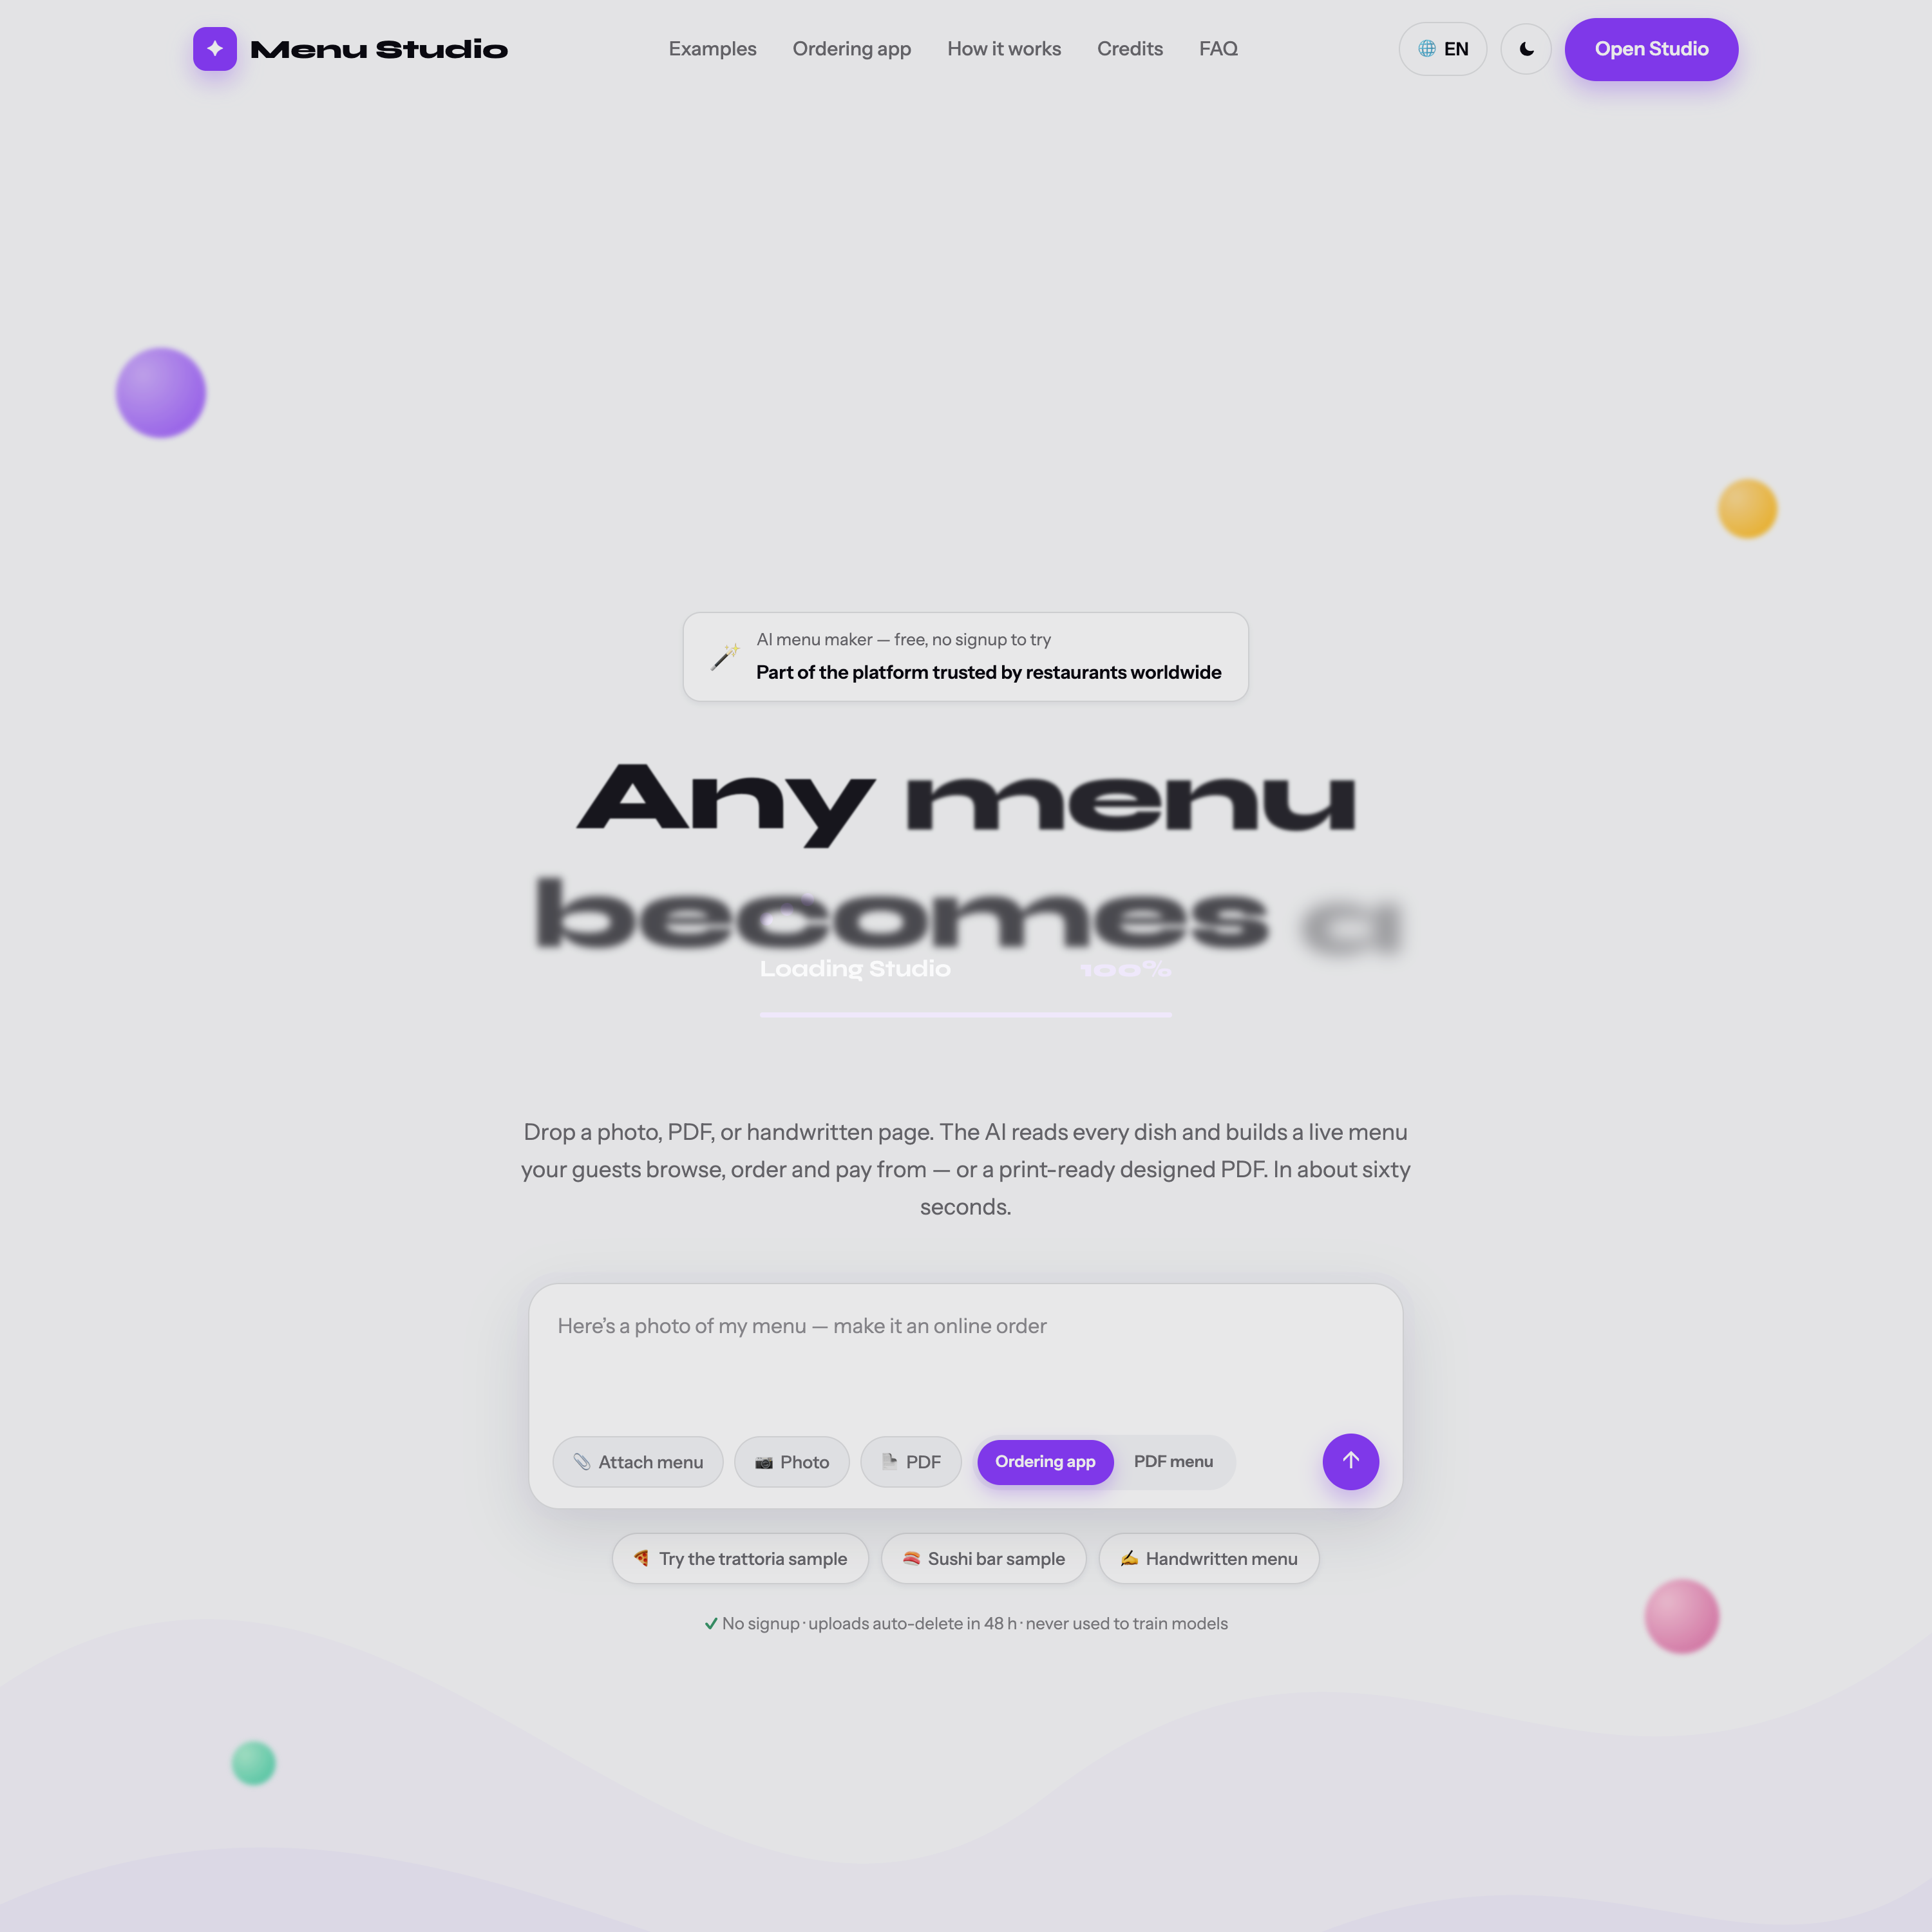 Menu Studio
Examples
Ordering app
How it works
Credits
FAQ
EN
Open Studio
AI menu maker — free, no signup to try
Part of the platform trusted by restaurants worldwide
Any menu
becomes a
Loading Studio
100%
Drop a photo, PDF, or handwritten page. The AI reads every dish and builds a live menu
your guests browse, order and pay from — or a print-ready designed PDF. In about sixty
seconds.
Here’s a photo of my menu — make it an online order
Attach menu
Photo
PDF
Ordering app
PDF menu
Try the trattoria sample
Sushi bar sample
Handwritten menu
No signup · uploads auto-delete in 48 h · never used to train models